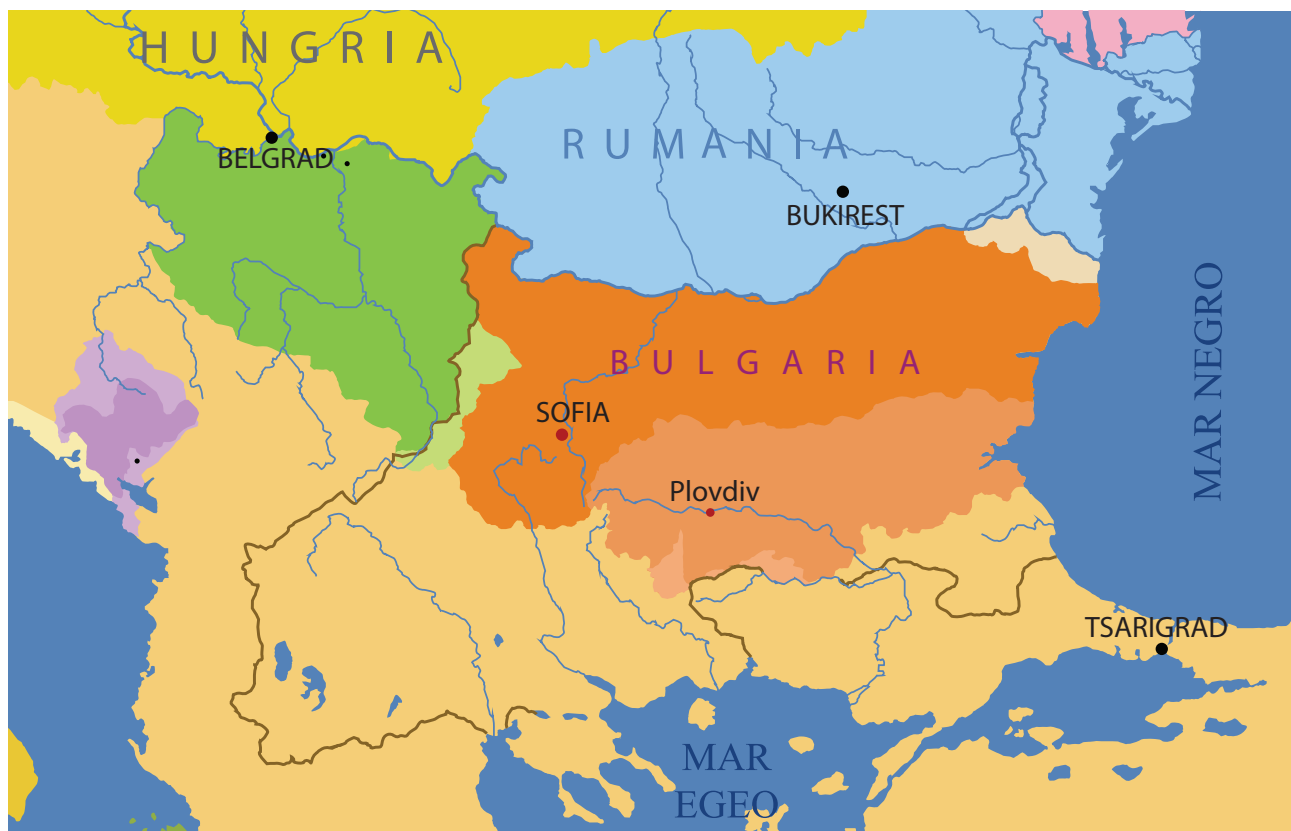 HUNGRIA
BELGRAD
RUMANIA
BUKIREST
MAR NEGRO
BULGARIA
SOFIA
Plovdiv
TSARIGRAD
MAR
EGEO